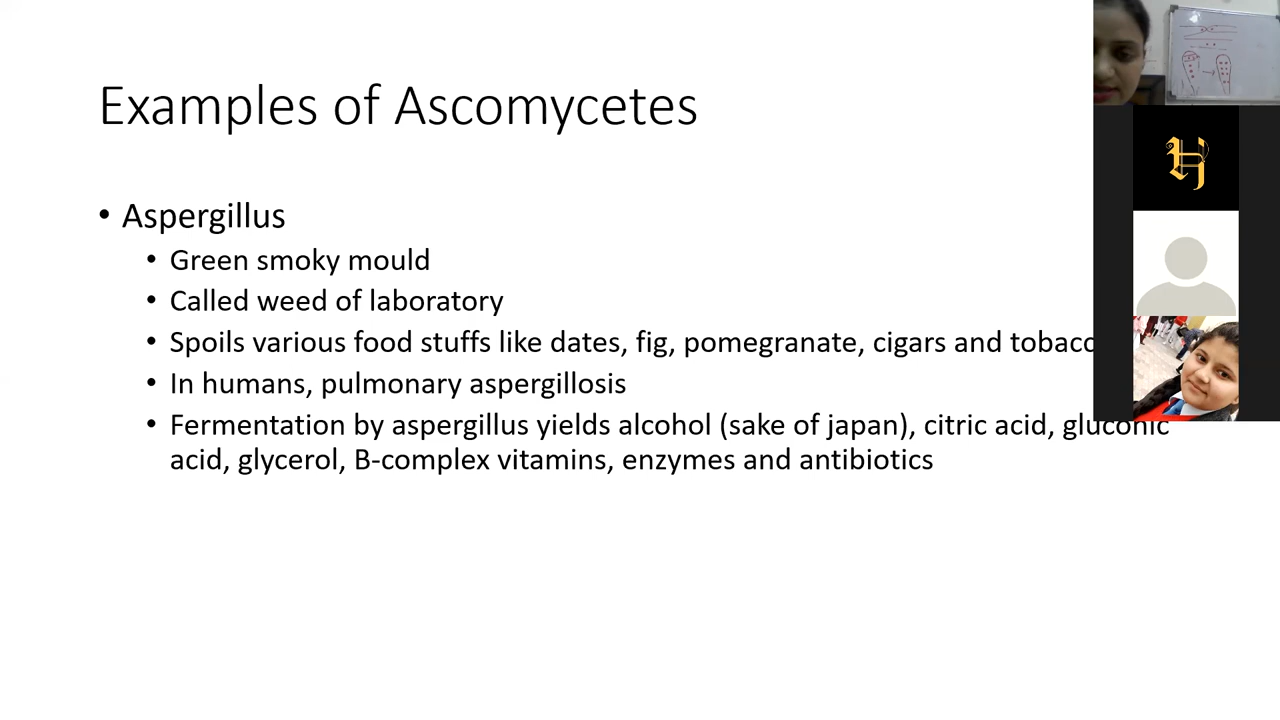 Examples of Ascomycetes
• Aspergillus
• Green smoky mould
• Called weed of laboratory
• Spoils various food stuffs like dates, fig, pomegranate, cigars and
• In humans, pulmonary aspergillosis
• Fermentation by aspergillus yields alcohol (sake of japan), citric acid, gluconic
acid, glycerol, B-complex vitamins, enzymes and antibiotics